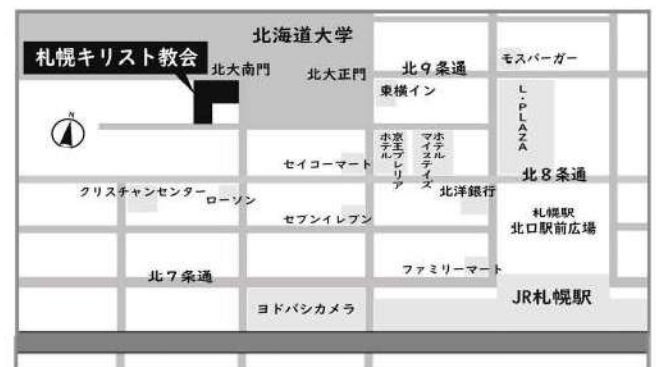 北海道大学
札幌キリスト教会
北大南門
北大正門
北9条通
モスバーガー
東横イン
L・PLAZA
N
ホテル
京王プレリア
ホテル
ホテル
マイステイズ
セイコーマート
北8条通
クリスチャンセンター
ローソン
北洋銀行
セブンイレブン
札幌駅
北口駅前広場
ファミリーマート
北7条通
JR札幌駅
ヨドバシカメラ